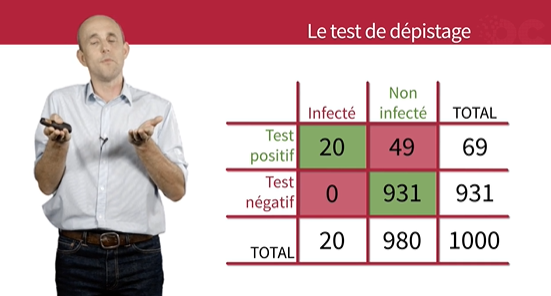 Le test de dépistage
Non
Infecté infecté TOTAL
Test
positif 20 49 69
Test
négatif 0 931 931
TOTAL 20 980 1000